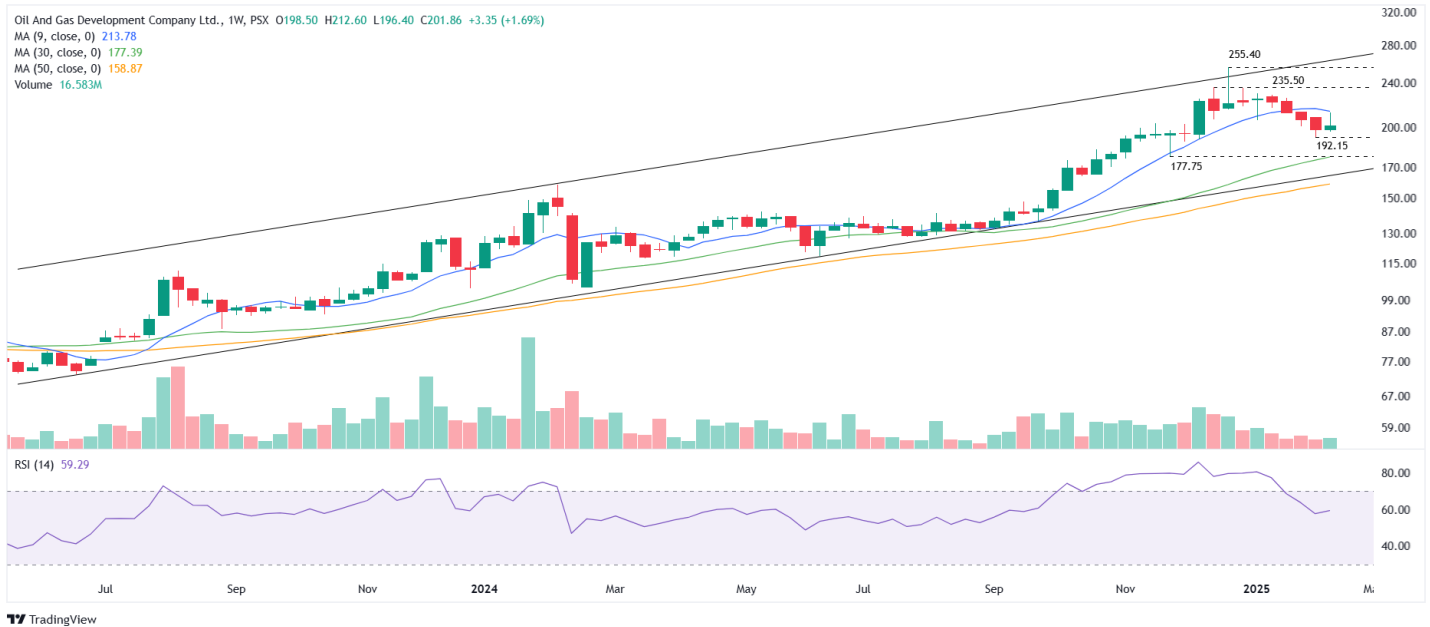 Oil And Gas Development Company Ltd., 1W, PSX O198.50 H212.60 L196.40 C201.86 +3.35 (+1.69%)
MA (9, close, 0) 213.78
MA (30, close, 0) 177.39
MA (50, close, 0) 158.87
Volume 16.583M
320.00
280.00
255.40
240.00
235.50
200.00
192.15
177.75
170.00
150.00
130.00
115.00
99.00
87.00
77.00
67.00
59.00
RSI (14) 59.29
80.00
60.00
40.00
Jul Sep Nov 2024 Mar May Jul Sep Nov 2025
TradingView